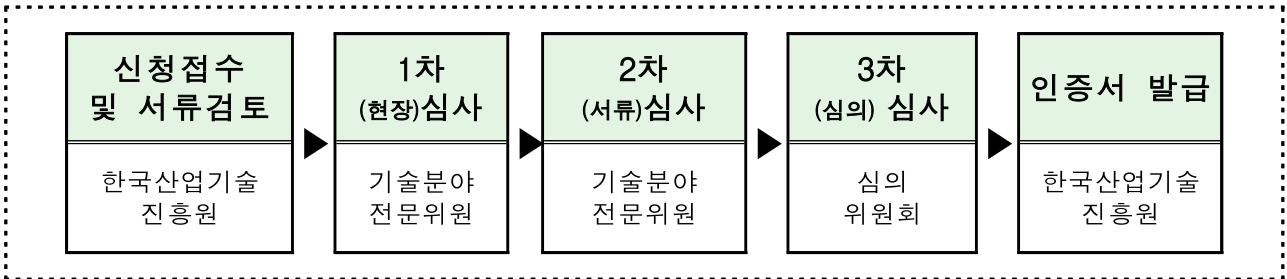 신청접수
및 서류검토
한국산업기술
진흥원
1차
(현장)심사
기술분야
전문위원
2차
(서류)심사
기술분야
전문위원
3차
(심의) 심사
심의
위원회
인증서 발급
한국산업기술
진흥원